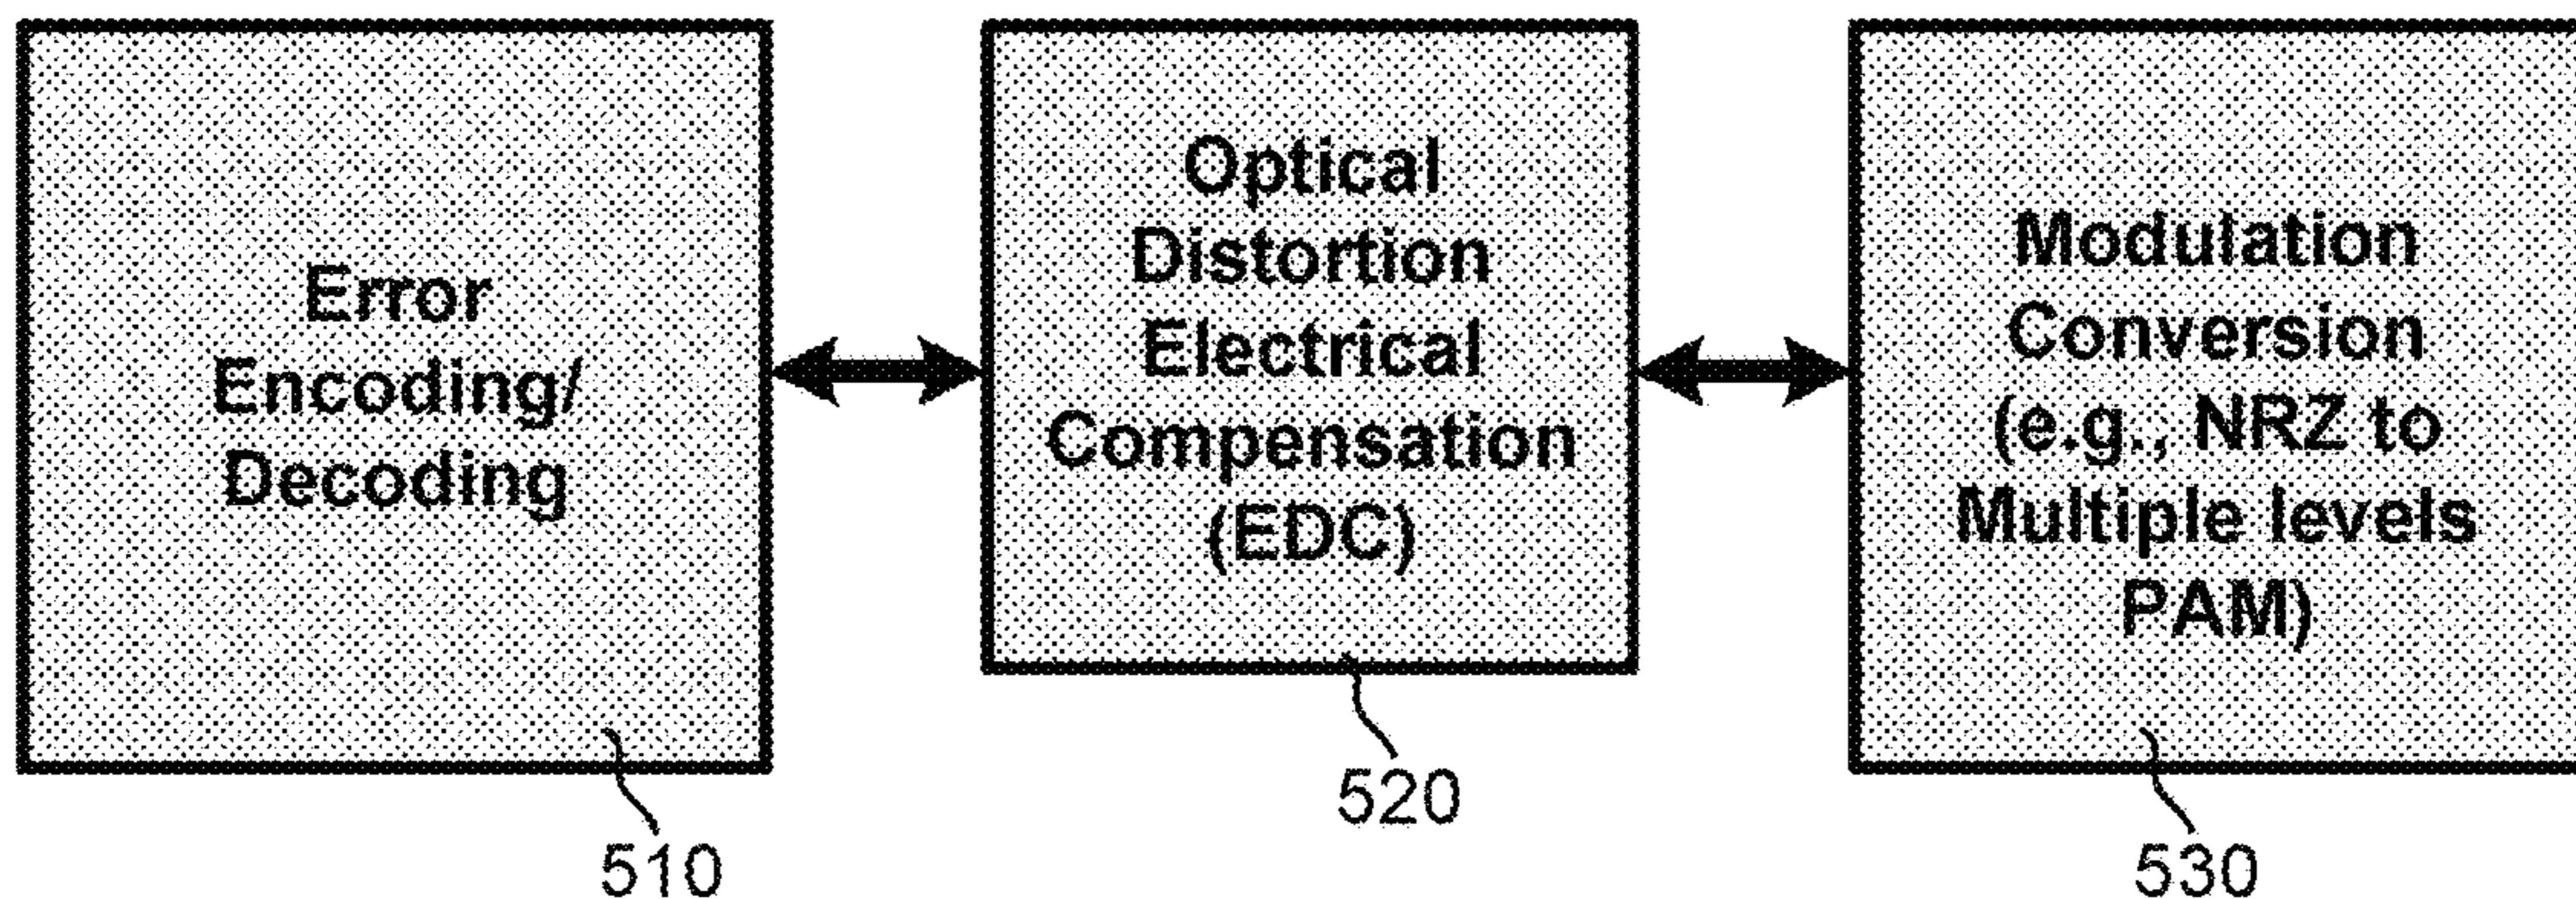 Error
Encoding/
Decoding
510
Optical
Distortion
Electrical
Compensation
(EDC)
520
Modulation
Conversion
(e.g., NRZ to
Multiple levels
PAM)
530